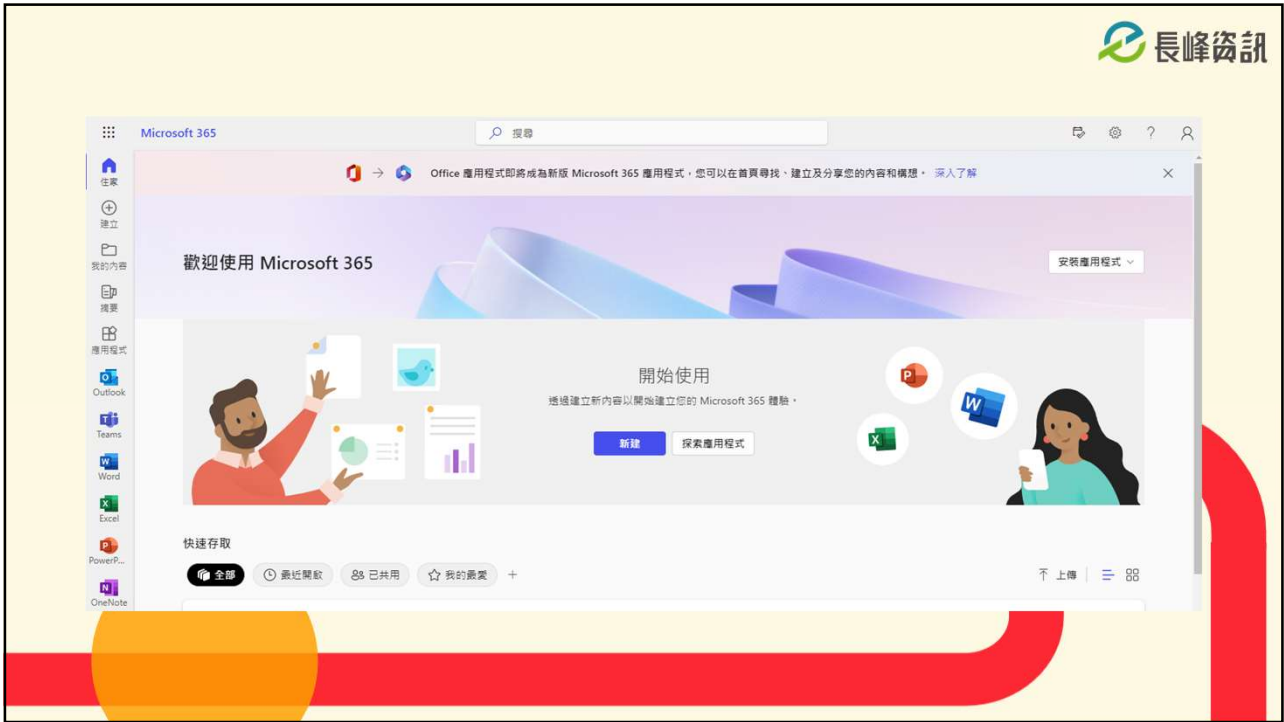 長峰資訊
Microsoft 365
搜尋
?
Office 應用程式即將成為新版 Microsoft 365 應用程式，您可以在首頁尋找、建立及分享您的內容和構想。 深入了解
住家
建立
我的內容
摘要
應用程式
Outlook
Teams
Word
Excel
PowerP...
OneNote
歡迎使用 Microsoft 365
安裝應用程式
開始使用
透過建立新內容以開始建立您的 Microsoft 365 體驗。
新建 探索應用程式
快速存取
全部 最近開啟 已共用 我的最愛 +
上傳